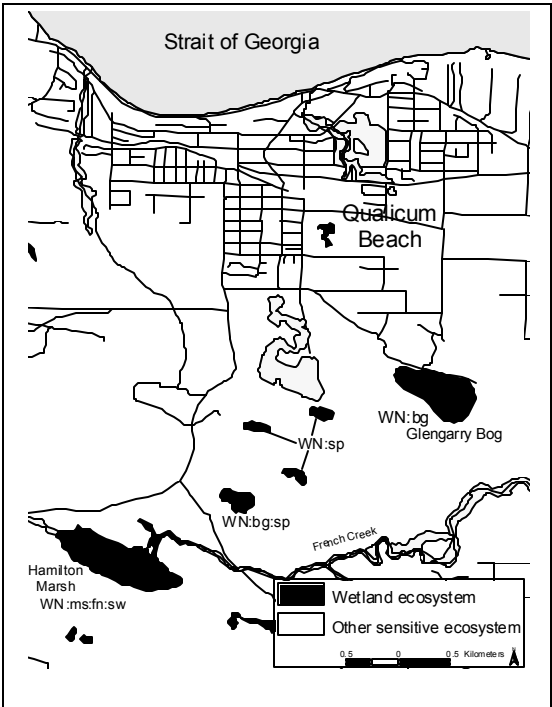 Strait of Georgia
Qualicum
Beach
WN:bg
Glengarry Bog
WN:sp
WN:bg:sp
French Creek
Hamilton
Marsh
WN:ms:fn:sw
Wetland ecosystem
Other sensitive ecosystem
0.5 0 0.5 Kilometers
N